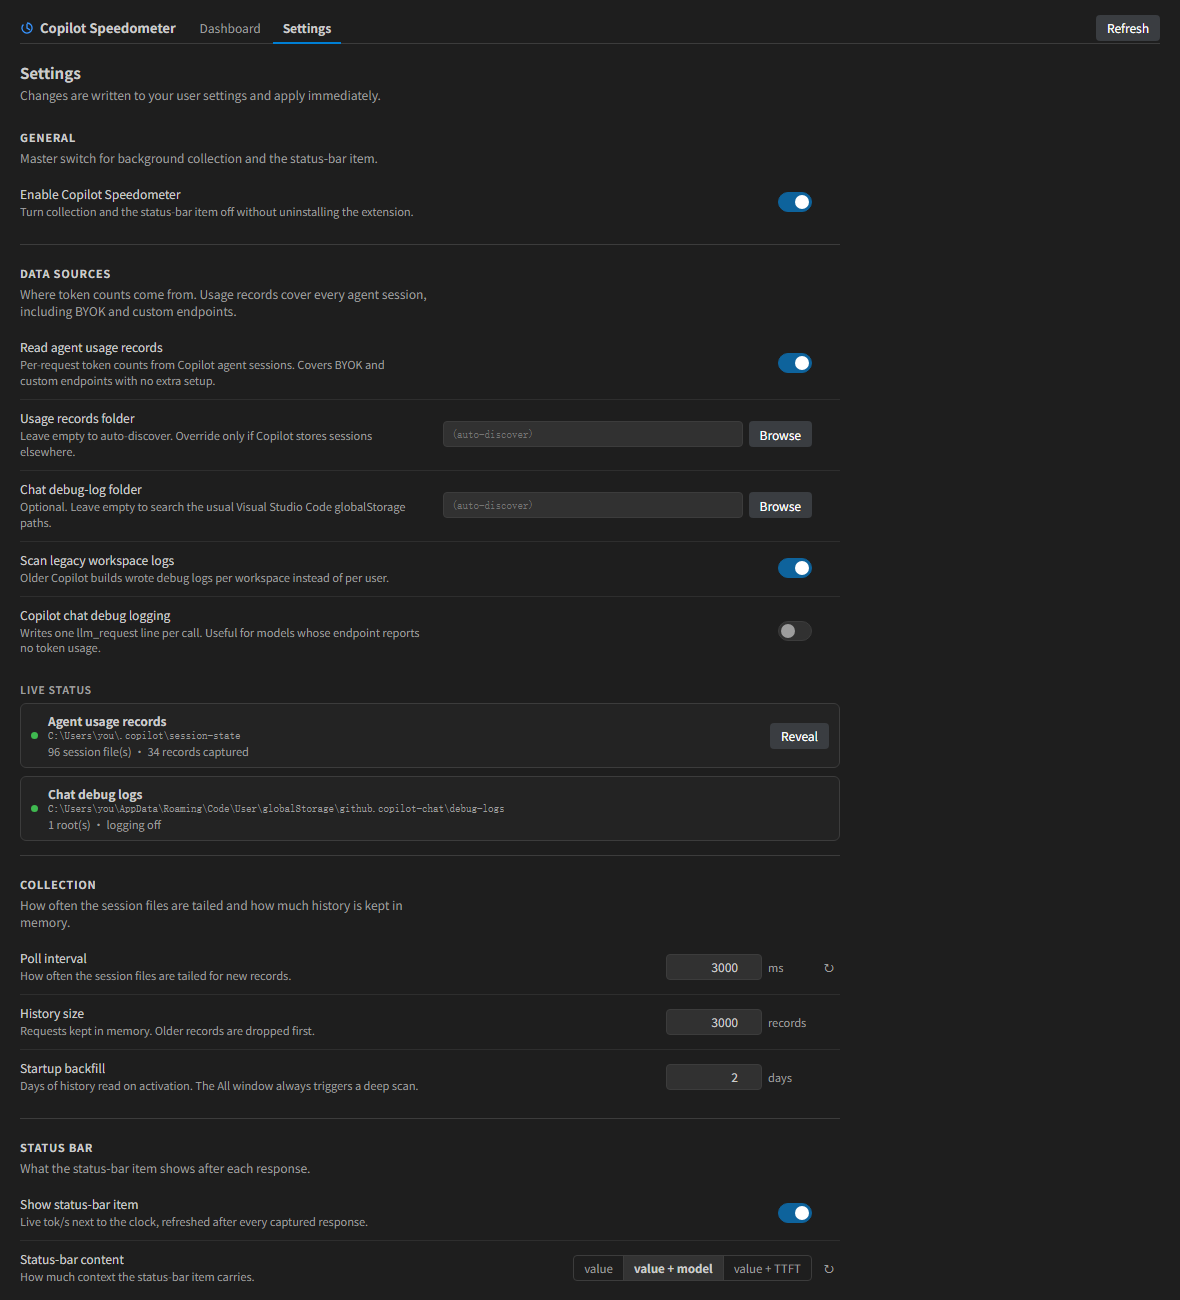 Copilot Speedometer Dashboard Settings Refresh
Settings
Changes are written to your user settings and apply immediately.
GENERAL
Master switch for background collection and the status-bar item.
Enable Copilot Speedometer
Turn collection and the status-bar item off without uninstalling the extension.
DATA SOURCES
Where token counts come from. Usage records cover every agent session,
including BYOK and custom endpoints.
Read agent usage records
Per-request token counts from Copilot agent sessions. Covers BYOK and
custom endpoints with no extra setup.
Usage records folder
Leave empty to auto-discover. Override only if Copilot stores sessions
elsewhere.
(auto-discover) Browse
Chat debug-log folder
Optional. Leave empty to search the usual Visual Studio Code globalStorage
paths.
(auto-discover) Browse
Scan legacy workspace logs
Older Copilot builds wrote debug logs per workspace instead of per user.
Copilot chat debug logging
Writes one llm_request line per call. Useful for models whose endpoint reports
no token usage.
LIVE STATUS
Agent usage records
C:\Users\you\.copilot\session-state
96 session file(s) • 34 records captured
Reveal
Chat debug logs
C:\Users\you\AppData\Roaming\Code\User\globalStorage\github.copilot-chat\debug-logs
1 root(s) • logging off
COLLECTION
How often the session files are tailed and how much history is kept in
memory.
Poll interval
How often the session files are tailed for new records.
3000 ms ↻
History size
Requests kept in memory. Older records are dropped first.
3000 records
Startup backfill
Days of history read on activation. The All window always triggers a deep scan.
2 days
STATUS BAR
What the status-bar item shows after each response.
Show status-bar item
Live tok/s next to the clock, refreshed after every captured response.
Status-bar content
How much context the status-bar item carries.
value value + model value + TTFT ↻